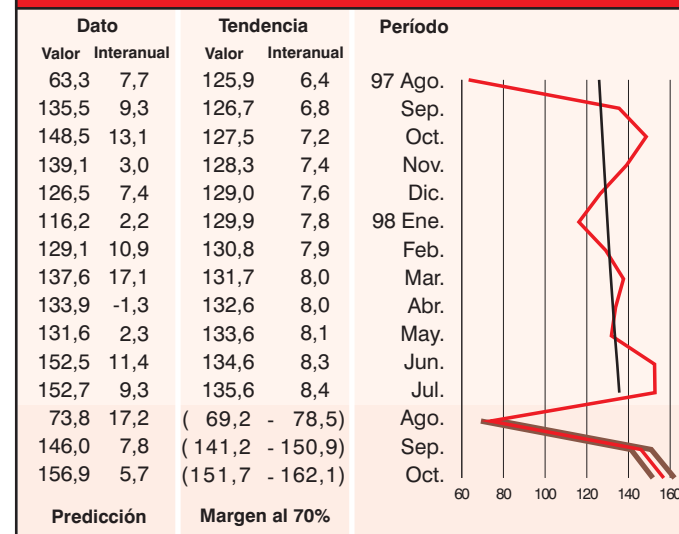 Dato Tendencia Período
Valor Interanual Valor Interanual
63,3 7,7 125,9 6,4 97 Ago.
135,5 9,3 126,7 6,8 Sep.
148,5 13,1 127,5 7,2 Oct.
139,1 3,0 128,3 7,4 Nov.
126,5 7,4 129,0 7,6 Dic.
116,2 2,2 129,9 7,8 98 Ene.
129,1 10,9 130,8 7,9 Feb.
137,6 17,1 131,7 8,0 Mar.
133,9 -1,3 132,6 8,0 Abr.
131,6 2,3 133,6 8,1 May.
152,5 11,4 134,6 8,3 Jun.
152,7 9,3 135,6 8,4 Jul.
73,8 17,2 ( 69,2 - 78,5) Ago.
146,0 7,8 (141,2 - 150,9) Sep.
156,9 5,7 (151,7 - 162,1) Oct.
60 80 100 120 140 160
Predicción Margen al 70%